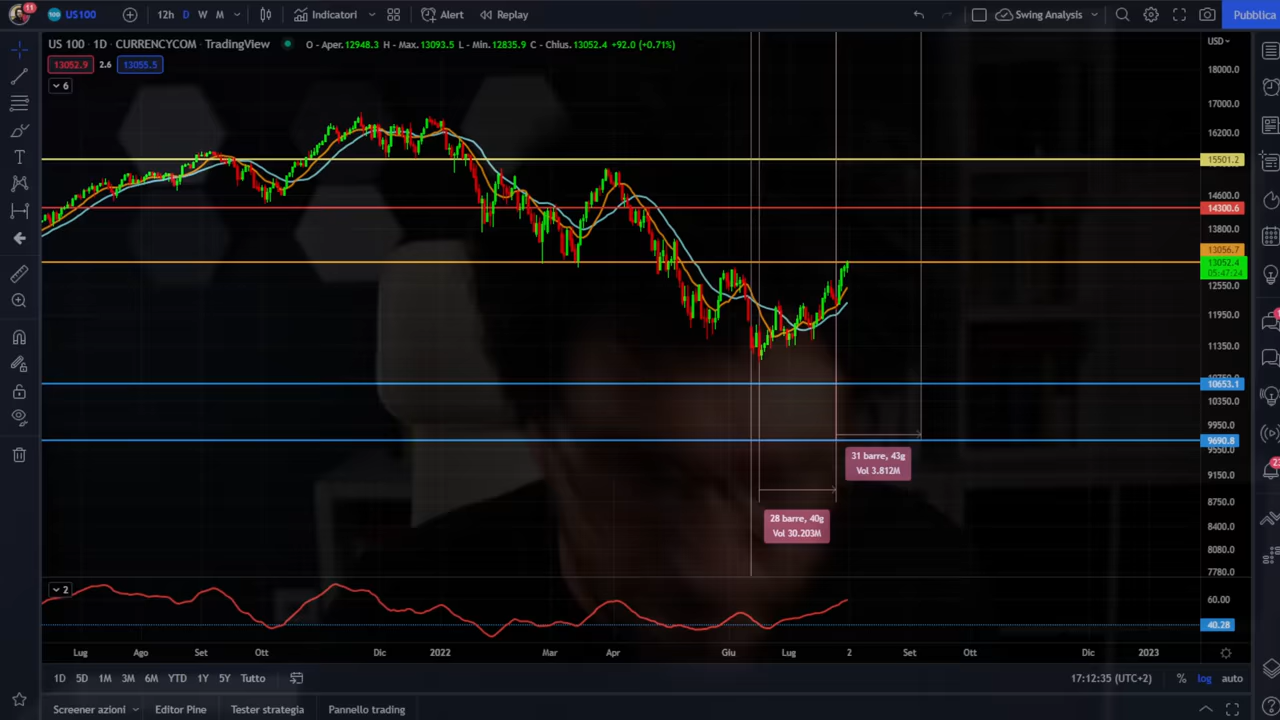 11
US100
12h D W M
Indicatori
Alert
Replay
Swing Analysis
Pubblica
US 100 · 1D · CURRENCYCOM · TradingView
O - Aper.12948.3 H - Max.13093.5 L - Min.12835.9 C - Chius.13052.4 +92.0 (+0.71%)
USD
13052.9 2.6 13055.5
6
18000.0
17000.0
16200.0
15501.2
14600.0
14300.6
13800.0
13056.7
13052.4
05:47:24
12550.0
11950.0
11350.0
10653.1
10350.0
9950.0
9690.8
9550.0
9150.0
8750.0
8400.0
8080.0
7780.0
31 barre, 43g
Vol 3.812M
28 barre, 40g
Vol 30.203M
2
60.00
40.28
Lug Ago Set Ott Dic 2022 Mar Apr Giu Lug 2 Set Ott Dic 2023
1D 5D 1M 3M 6M YTD 1Y 5Y Tutto
17:12:35 (UTC+2) % log auto
Screener azioni Editor Pine Tester strategia Pannello trading